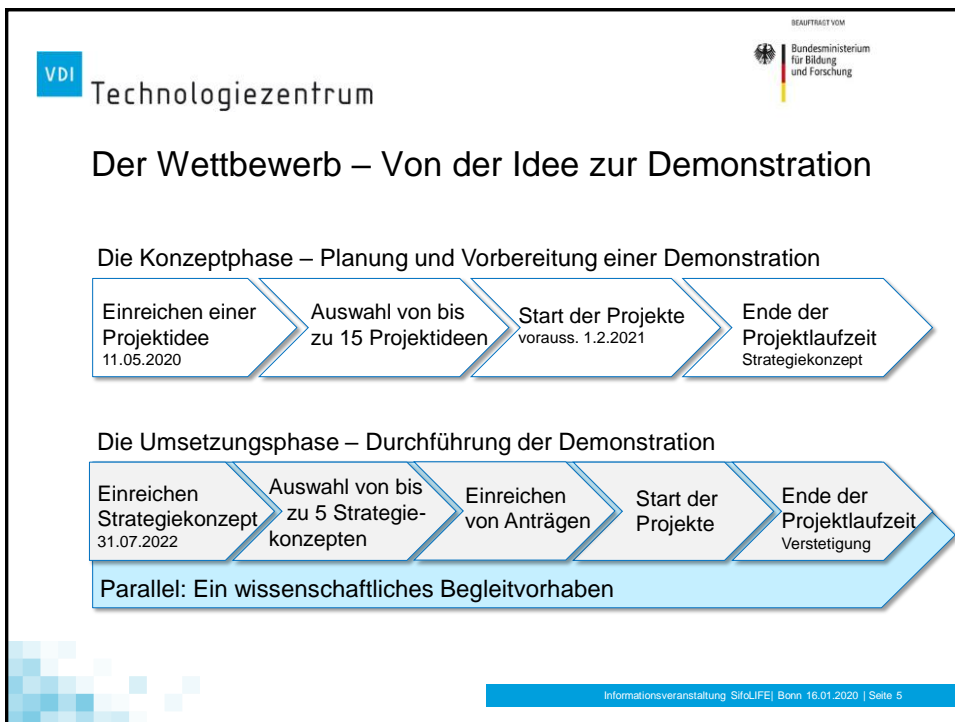 BEAUFTRAGT VOM
VDI
Technologiezentrum
Bundesministerium
für Bildung
und Forschung
Der Wettbewerb – Von der Idee zur Demonstration
Die Konzeptphase – Planung und Vorbereitung einer Demonstration
Einreichen einer
Projektidee
11.05.2020
Auswahl von bis
zu 15 Projektideen
Start der Projekte
vorauss. 1.2.2021
Ende der
Projektlaufzeit
Strategiekonzept
Die Umsetzungsphase – Durchführung der Demonstration
Einreichen
Strategiekonzept
31.07.2022
Auswahl von bis
zu 5 Strategie-
konzepten
Einreichen
von Anträgen
Start der
Projekte
Ende der
Projektlaufzeit
Verstetigung
Parallel: Ein wissenschaftliches Begleitvorhaben
Informationsveranstaltung SifoLIFE| Bonn 16.01.2020 | Seite 5